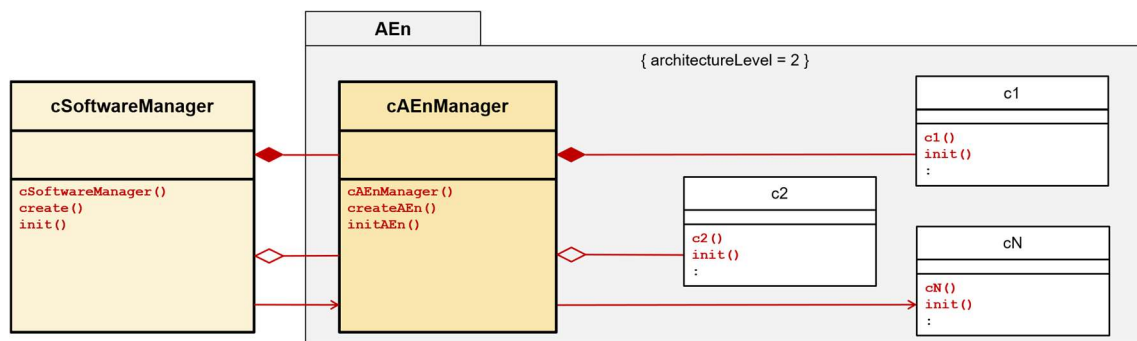 AEn
{ architectureLevel = 2 }
cSoftwareManager
cSoftwareManager()
create()
init()
cAEnManager
cAEnManager()
createAEn()
initAEn()
c1
c1()
init()
:
c2
c2()
init()
:
cN
cN()
init()
: